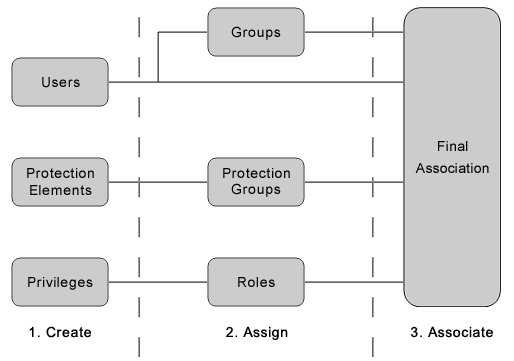 Groups
Users
Final
Association
Protection
Elements
Protection
Groups
Privileges
Roles
1. Create
2. Assign
3. Associate